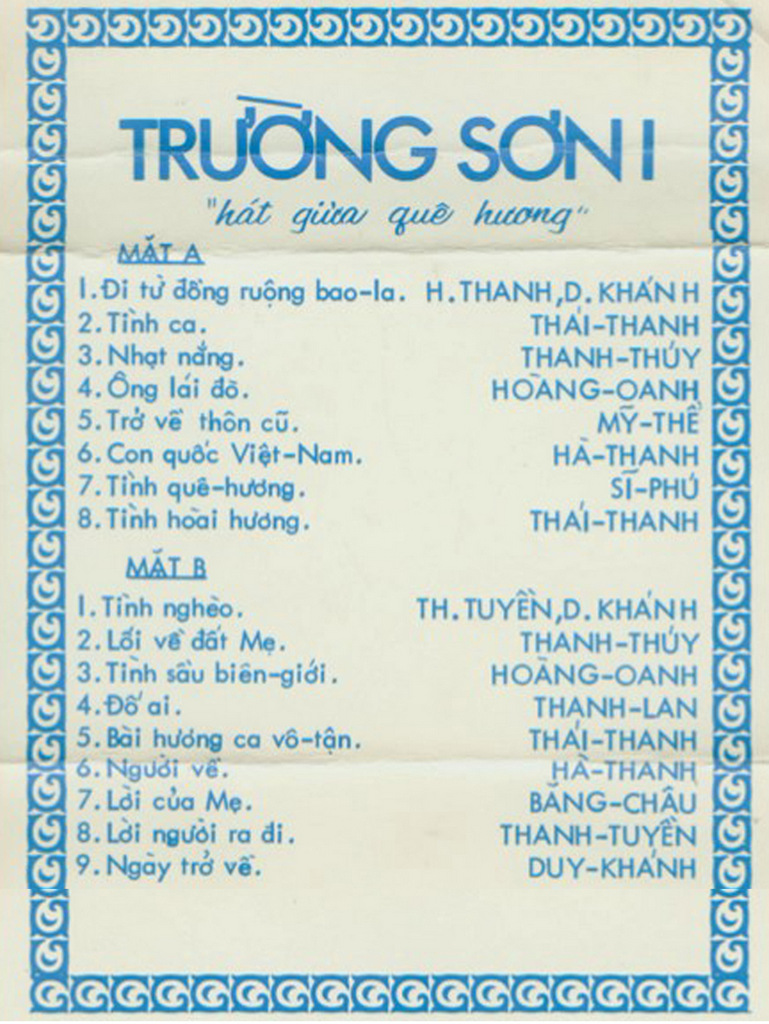 TRƯỜNG SƠN 1
"hát giữa quê hương"
MẶT A
1. Đi từ đồng ruộng bao-la. H. THANH, D. KHÁNH
2. Tình ca. THÁI-THANH
3. Nhạt nắng. THANH-THÚY
4. Ông lái đò. HOÀNG-OANH
5. Trở về thôn cũ. MỸ-THỂ
6. Con quốc Việt-Nam. HÀ-THANH
7. Tình quê-hương. SĨ-PHÚ
8. Tình hoài hương. THÁI-THANH
MẶT B
1. Tình nghèo. TH. TUYỀN, D. KHÁNH
2. Lối về đất Mẹ. THANH-THÚY
3. Tình sầu biên-giới. HOÀNG-OANH
4. Đố ai. THANH-LAN
5. Bài hương ca vô-tận. THÁI-THANH
6. Người về. HÀ-THANH
7. Lời của Mẹ. BĂNG-CHÂU
8. Lời người ra đi. THANH-TUYỀN
9. Ngày trở về. DUY-KHÁNH